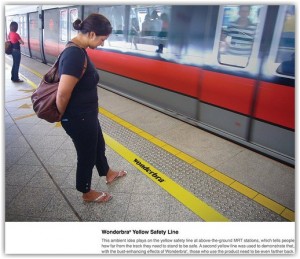 wonderbra
Wonderbra® Yellow Safety Line
This ambient idea plays on the yellow safety line at above-the-ground MRT stations, which tells people
how far from the track they need to stand to be safe. A second yellow line was used to demonstrate that,
with the bust-enhancing effects of Wonderbra®, those who use the product need to be even farther back.